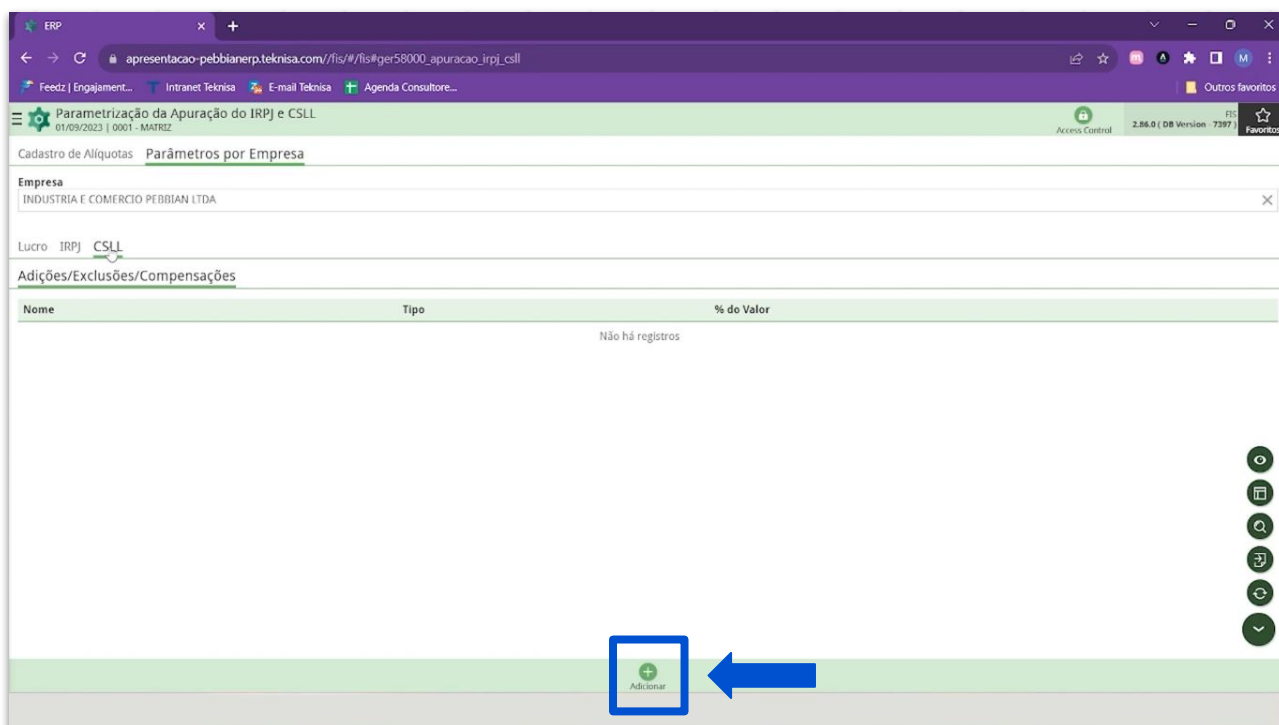 ERP
apresentacao-pebbianerp.teknisa.com//fis/#/fis#ger58000_apuracao_irpj_csll
Feedz | Engajament... Intranet Teknisa E-mail Teknisa Agenda Consultore... Outros favoritos
Parametrização da Apuração do IRPJ e CSLL
01/09/2023 | 0001 - MATRIZ
Access Control
FIS
2.86.0 ( DB Version - 7397 )
Favoritos
Cadastro de Alíquotas Parâmetros por Empresa
Empresa
INDUSTRIA E COMERCIO PEBBIAN LTDA
Lucro IRPJ CSLL
Adições/Exclusões/Compensações
Nome Tipo % do Valor
Não há registros
Adicionar